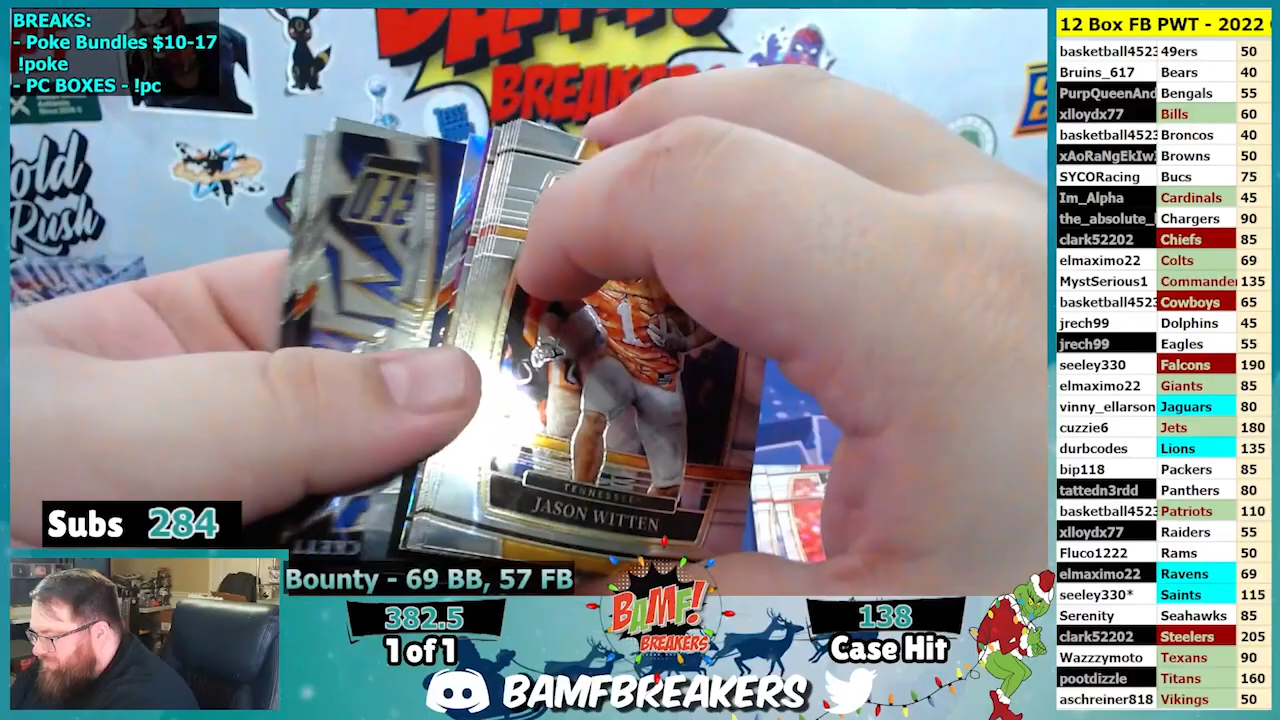 BREAKS:
- Poke Bundles $10-17
!poke
- PC BOXES - !pc
BAMF!
BREAKE
old
Rush
TENNESSEE
JASON WITTEN
Subs 284
Bounty - 69 BB, 57 FB
382.5
1 of 1
BAMF!
BREAKERS
138
Case Hit
BAMFBREAKERS
12 Box FB PWT - 2022
basketball4523 49ers 50
Bruins_617 Bears 40
PurpQueenAnd Bengals 55
xlloydx77 Bills 60
basketball4523 Broncos 40
xAoRaNgEkIw Browns 50
SYCORacing Bucs 75
Im_Alpha Cardinals 45
the_absolute_ Chargers 90
clark52202 Chiefs 85
elmaximo22 Colts 69
MystSerious1 Commander 135
basketball4523 Cowboys 65
jrech99 Dolphins 45
jrech99 Eagles 55
seeley330 Falcons 190
elmaximo22 Giants 85
vinny_ellarson Jaguars 80
cuzzie6 Jets 180
durbcodes Lions 135
bip118 Packers 85
tattedn3rdd Panthers 80
basketball4523 Patriots 110
xlloydx77 Raiders 55
Fluco1222 Rams 50
elmaximo22 Ravens 69
seeley330* Saints 115
Serenity Seahawks 85
clark52202 Steelers 205
Wazzzymoto Texans 90
pootdizzle Titans 160
aschreiner818 Vikings 50